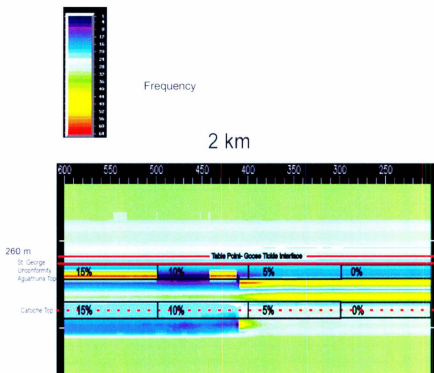 Frequency
2 km
600 550 500 450 400 350 300 250
Table Point- Goose Tickle Interface
260 m
St. George
Unconformity
Aguathuna Top
15% 10% 5% 0%
Catoche Top
15% 10% 5% 0%